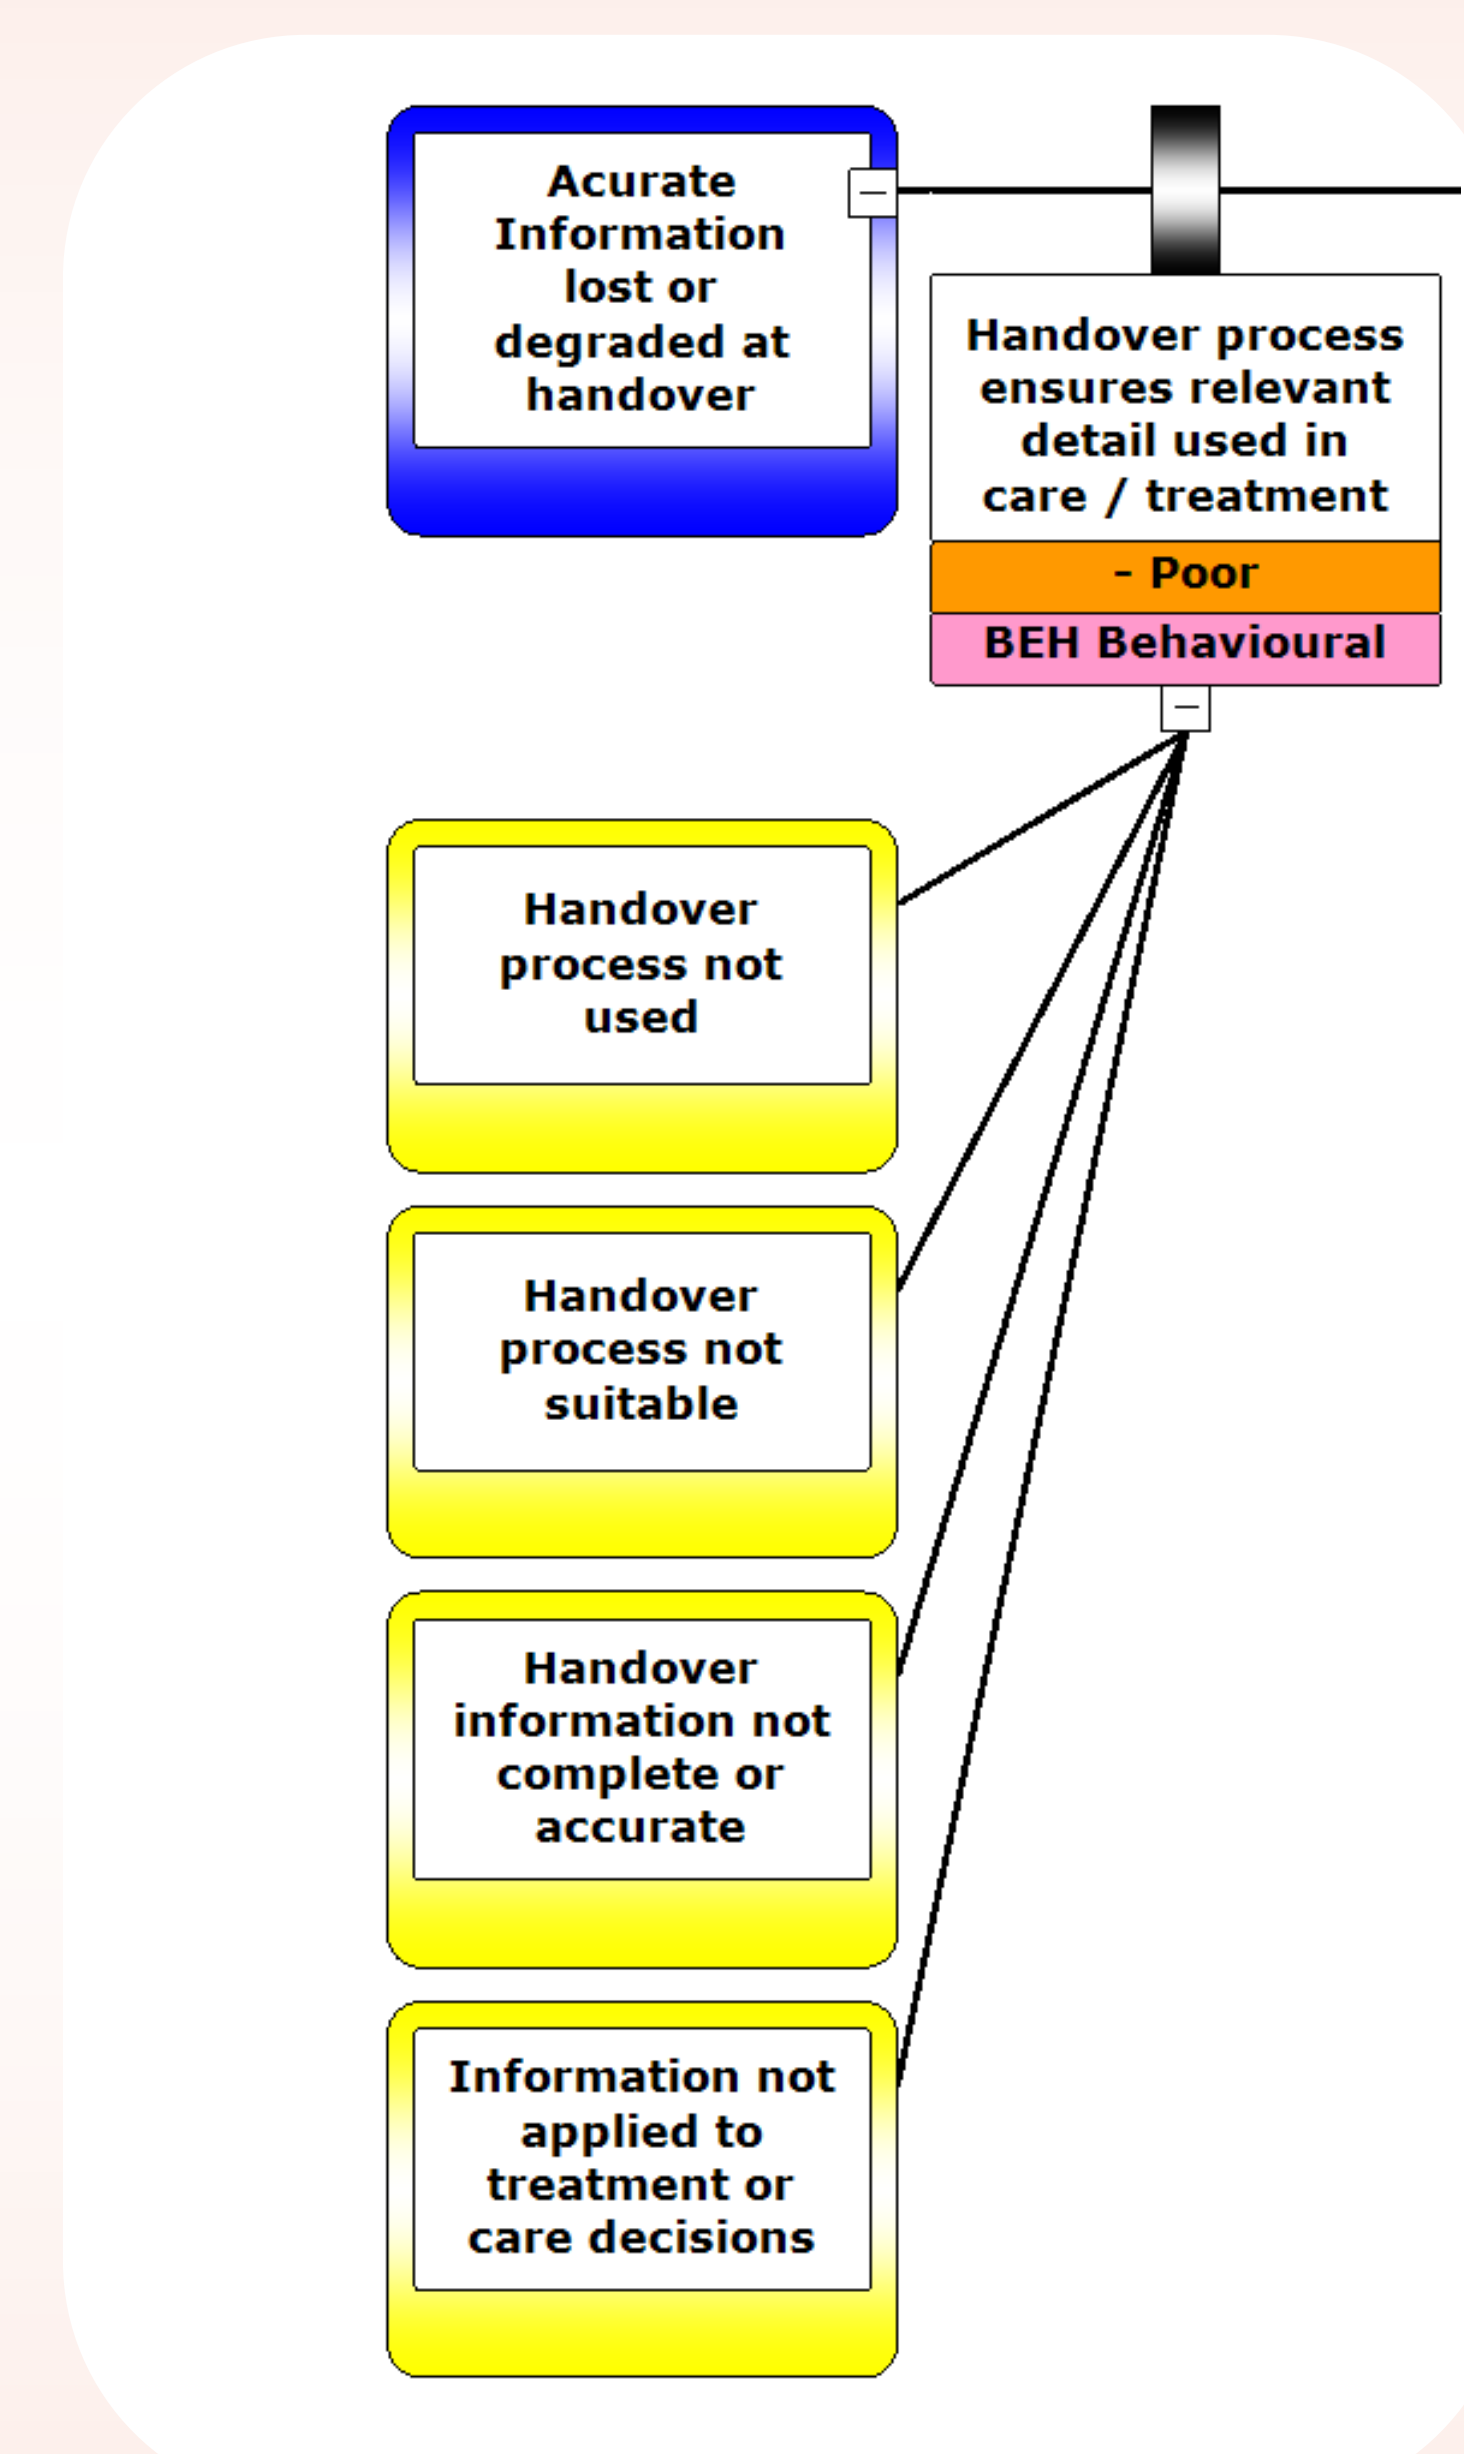 Acurate
Information
lost or
degraded at
handover
Handover process
ensures relevant
detail used in
care / treatment
- Poor
BEH Behavioural
Handover
process not
used
Handover
process not
suitable
Handover
information not
complete or
accurate
Information not
applied to
treatment or
care decisions